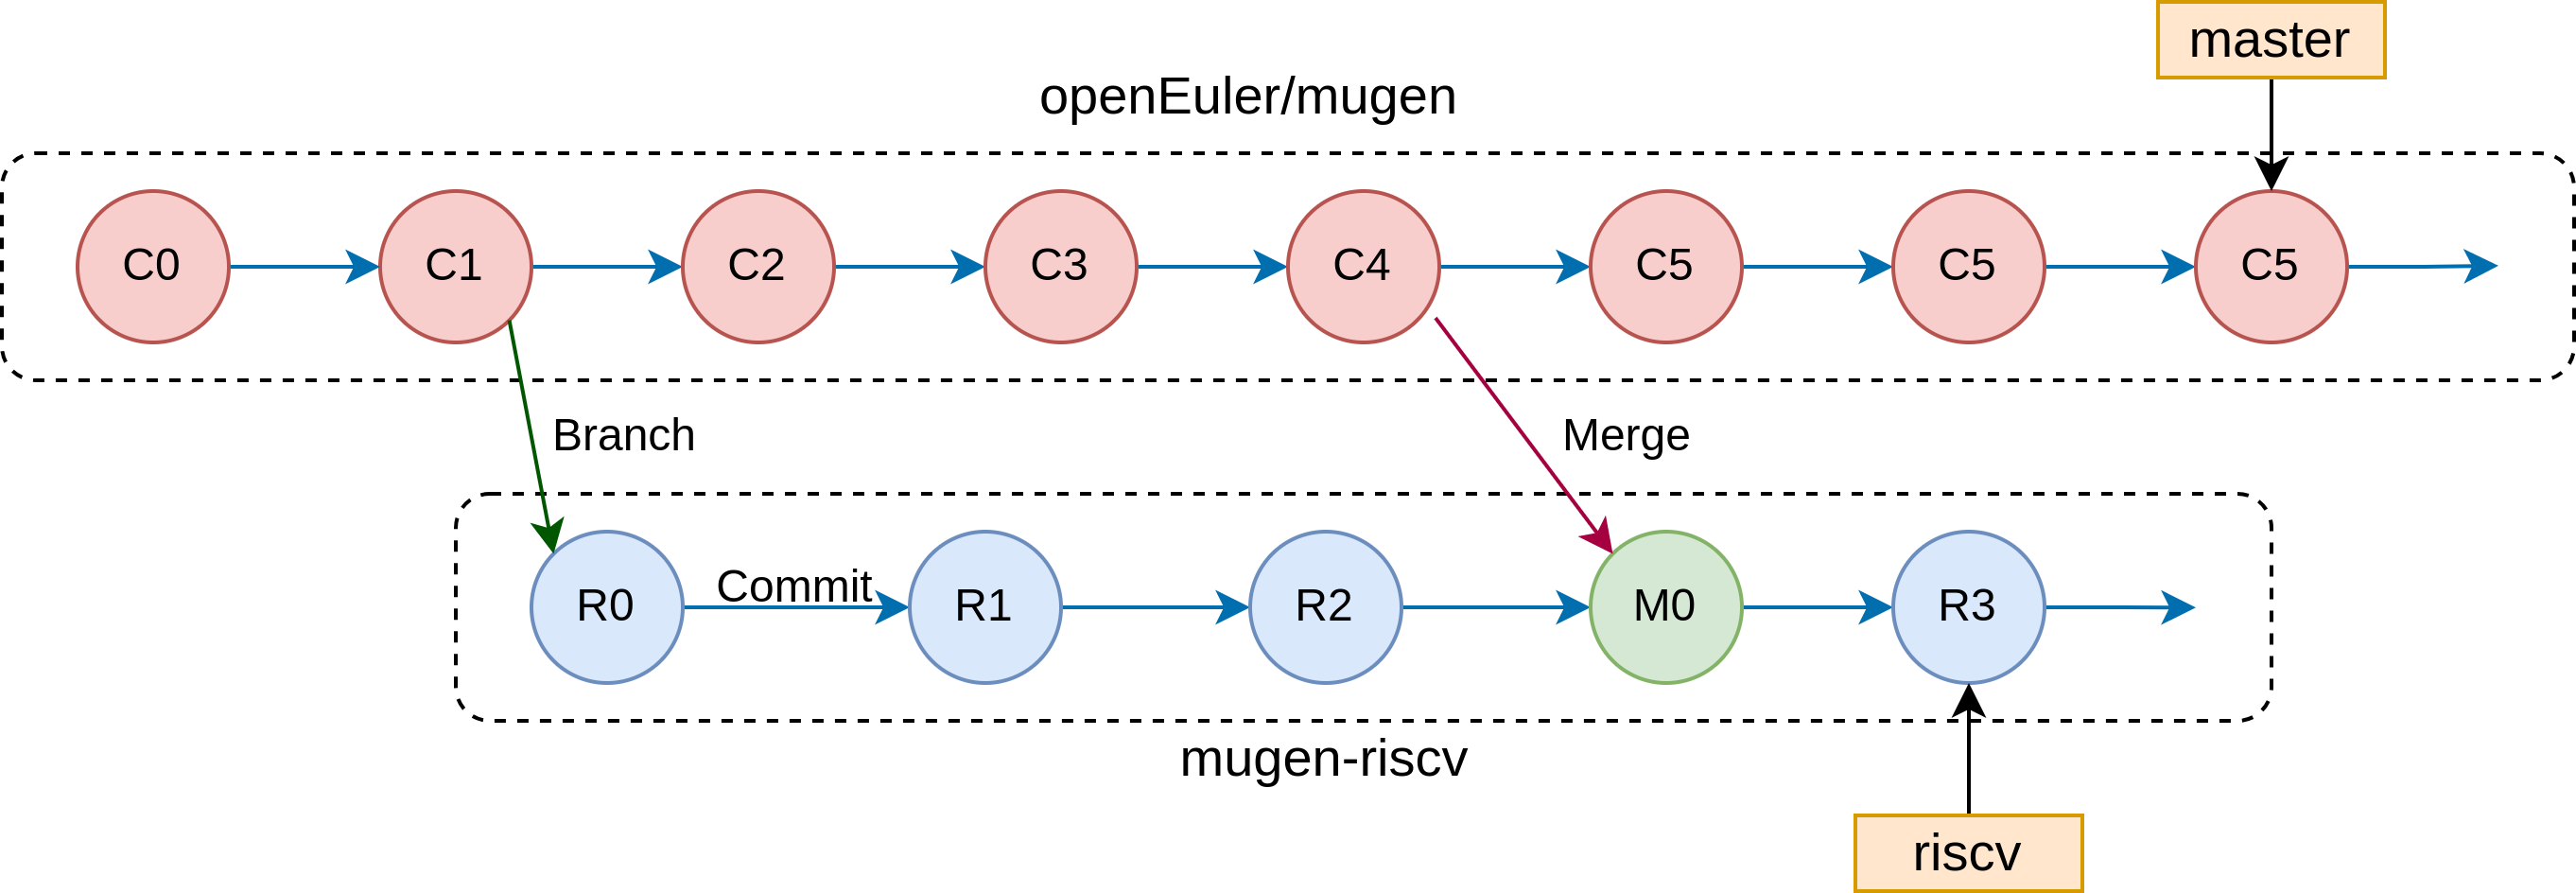 master
openEuler/mugen
C0 C1 C2 C3 C4 C5 C5 C5
Branch Merge
Commit
R0 R1 R2 M0 R3
mugen-riscv
riscv